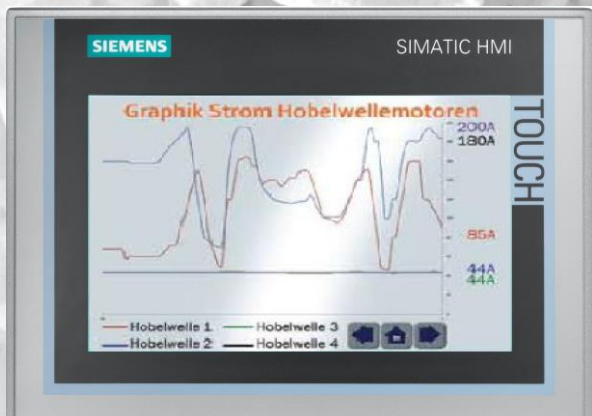 SIEMENS
SIMATIC HMI
TOUCH
Graphik Strom Hobelwellemotoren
200A
180A
85A
44A
44A
Hobelwelle 1 Hobelwelle 3
Hobelwelle 2 Hobelwelle 4